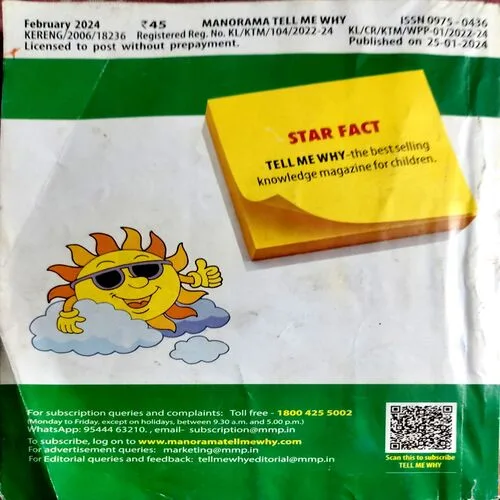 February 2024 ₹45 MANORAMA TELL ME WHY ISSN 0975-0436
KERENG/2006/18236 Registered Reg. No. KL/KTM/104/2022-24 KL/CR/KTM/WPP-01/2022-24
Licensed to post without prepayment. Published on 25-01-2024
STAR FACT
TELL ME WHY-the best selling
knowledge magazine for children.
For subscription queries and complaints: Toll free - 1800 425 5002
(Monday to Friday, except on holidays, between 9.30 a.m. and 5.00 p.m.)
WhatsApp: 95444 63210. , email- subscription@mmp.in
To subscribe, log on to www.manoramatellmewhy.com
For advertisement queries: marketing@mmp.in
For Editorial queries and feedback: tellmewhyeditorial@mmp.in
Scan this to subscribe
TELL ME WHY